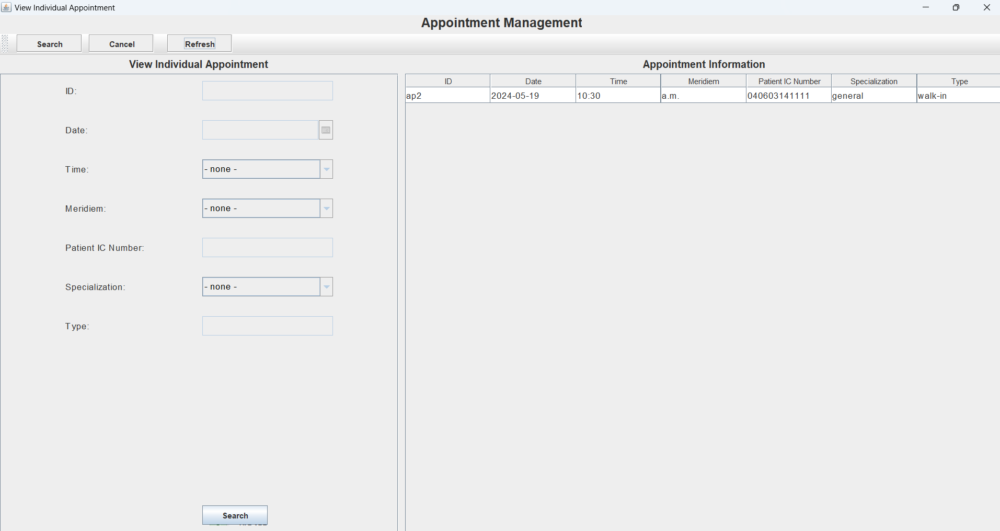 View Individual Appointment
Appointment Management
Search Cancel Refresh
View Individual Appointment
Appointment Information
ID:
Date:
Time: - none -
Meridiem: - none -
Patient IC Number:
Specialization: - none -
Type:
Search
ID Date Time Meridiem Patient IC Number Specialization Type
ap2 2024-05-19 10:30 a.m. 040603141111 general walk-in